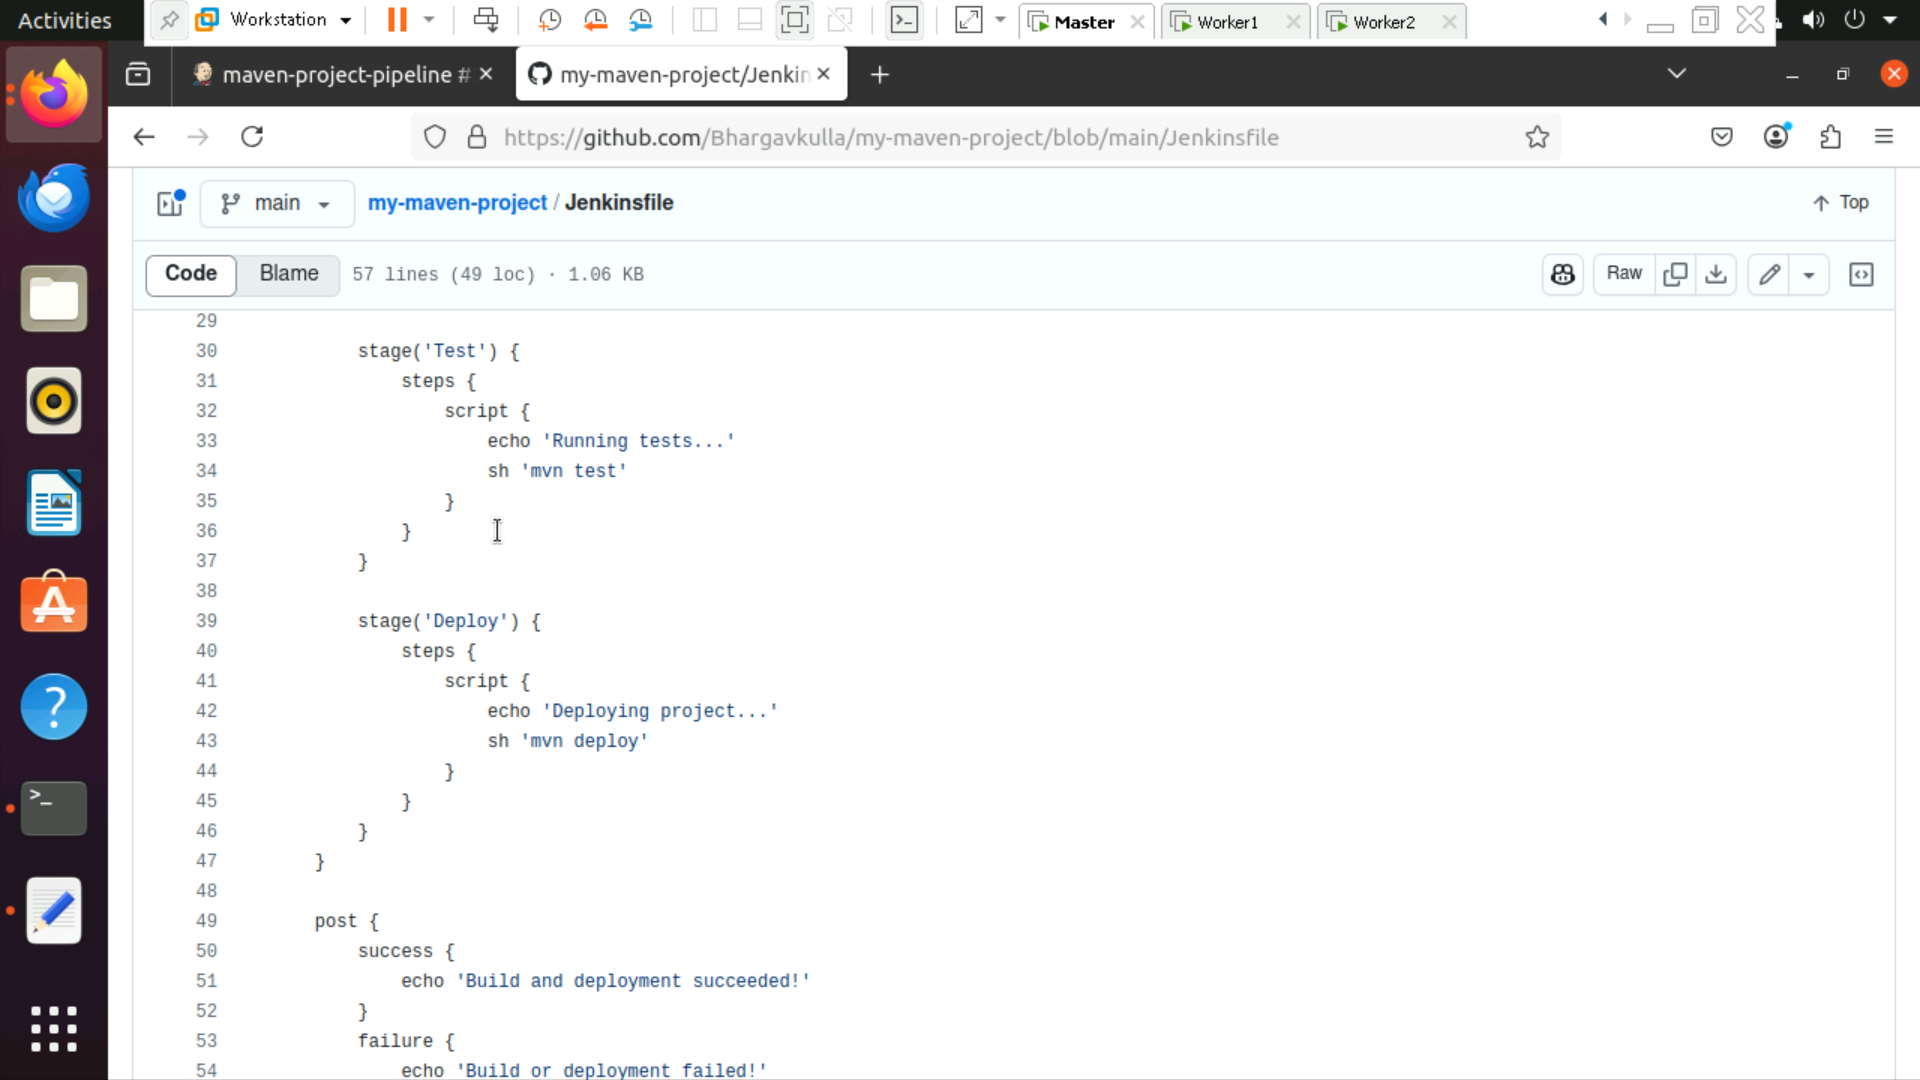 Activities
Workstation
Master
Worker1
Worker2
maven-project-pipeline #
my-maven-project/Jenkin
https://github.com/Bhargavkulla/my-maven-project/blob/main/Jenkinsfile
main
my-maven-project / Jenkinsfile
Top
Code
Blame
57 lines (49 loc) · 1.06 KB
Raw
29
30 stage('Test') {
31 steps {
32 script {
33 echo 'Running tests...'
34 sh 'mvn test'
35 }
36 }
37 }
38
39 stage('Deploy') {
40 steps {
41 script {
42 echo 'Deploying project...'
43 sh 'mvn deploy'
44 }
45 }
46 }
47 }
48
49 post {
50 success {
51 echo 'Build and deployment succeeded!'
52 }
53 failure {
54 echo 'Build or deployment failed!'